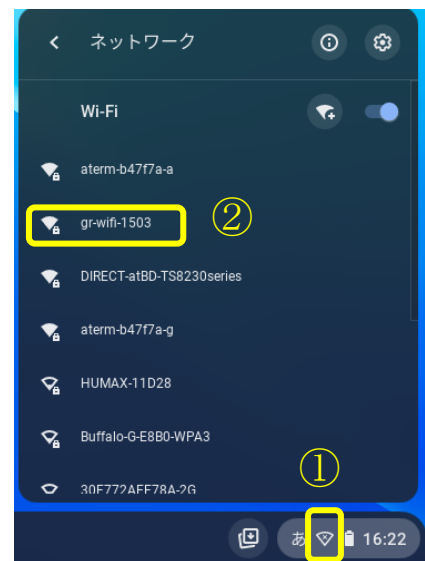 ネットワーク
Wi-Fi
aterm-b47f7a-a
gr-wifi-1503
②
DIRECT-atBD-TS8230series
aterm-b47f7a-g
HUMAX-11D28
Buffalo-G-E8B0-WPA3
30F772AFF78A-2G
①
あ 16:22